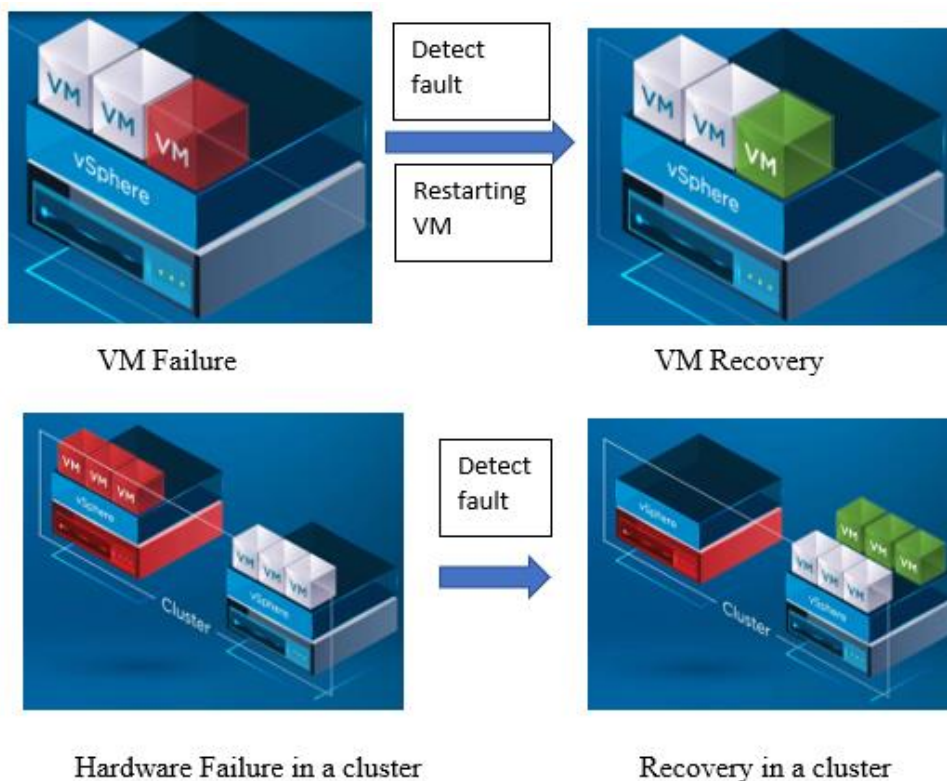 VM
VM
VM
vSphere
Detect
fault
Restarting
VM
VM
VM
VM
vSphere
VM Failure
VM Recovery
VM
VM
VM
vSphere
VM
VM
VM
vSphere
Cluster
Detect
fault
vSphere
VM
VM
VM
VM
VM
VM
vSphere
Cluster
Hardware Failure in a cluster
Recovery in a cluster